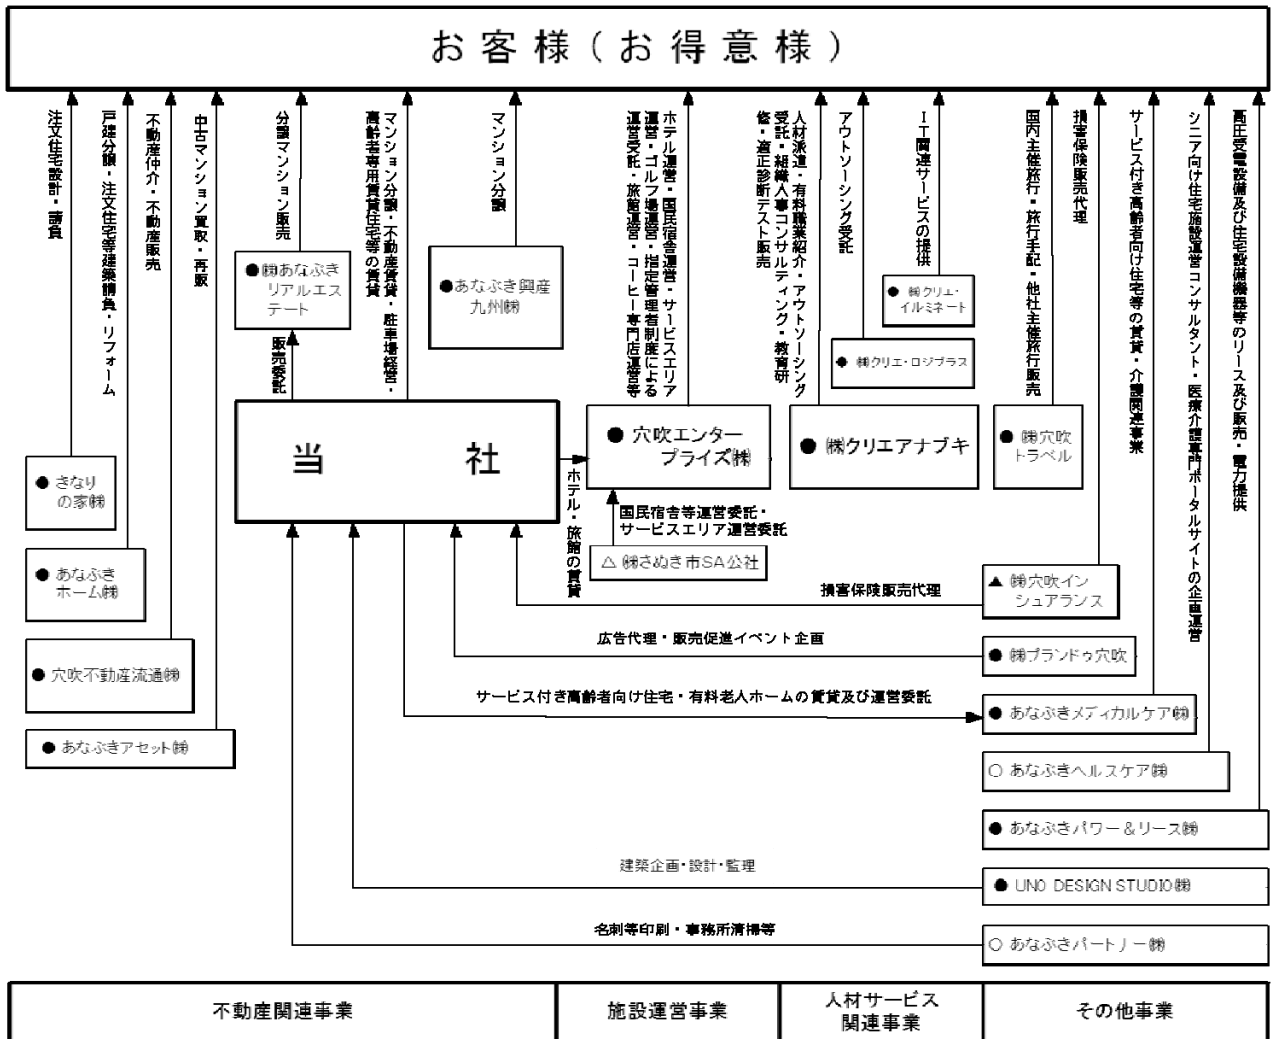 お客様（お得意様）
注文住宅設計・請負
戸建分譲・注文住宅等建築請負・リフォーム
不動産仲介・不動産販売
中古マンション買取・再販
分譲マンション販売
マンション分譲・不動産賃貸・駐車場経営・
高齢者専用賃貸住宅等の賃貸
マンション分譲
ホテル運営・国民宿舎運営・サービスエリア
運営・ゴルフ場運営・指定管理者制度による
運営受託・旅館運営・コーヒー専門店運営等
人材派遣・有料職業紹介・アウトソーシング
受託・組織人事コンサルティング・教育研
修・適正診断テスト販売
アウトソーシング受託
IT関連サービスの提供
国内主催旅行・旅行手配・他社主催旅行販売
損害保険販売代理
サービス付き高齢者向け住宅等の賃貸・介護関連事業
シニア向け住宅施設運営コンサルタント・医療介護専門ポータルサイトの企画運営
高圧受電設備及び住宅設備機器等のリース及び販売・電力提供
●㈱あなぶき
リアルエス
テート
●あなぶき興産
九州㈱
● ㈱クリエ・
イルミネート
● ㈱クリエ・ロジプラス
販売委託
当 社
● 穴吹エンター
プライズ㈱
● ㈱クリエアナブキ
● ㈱穴吹
トラベル
● きなり
の家㈱
ホテル・旅館の賃貸
国民宿舎等運営委託・
サービスエリア運営委託
△ ㈱さぬき市SA公社
● あなぶき
ホーム㈱
損害保険販売代理
▲ ㈱穴吹イン
シュアランス
広告代理・販売促進イベント企画
● ㈱プランドゥ穴吹
● 穴吹不動産流通㈱
サービス付き高齢者向け住宅・有料老人ホームの賃貸及び運営委託
● あなぶきメディカルケア㈱
● あなぶきアセット㈱
○ あなぶきヘルスケア㈱
● あなぶきパワー＆リース㈱
建築企画・設計・監理
● UNO DESIGN STUDIO㈱
名刺等印刷・事務所清掃等
○ あなぶきパートナー㈱
不動産関連事業
施設運営事業
人材サービス
関連事業
その他事業